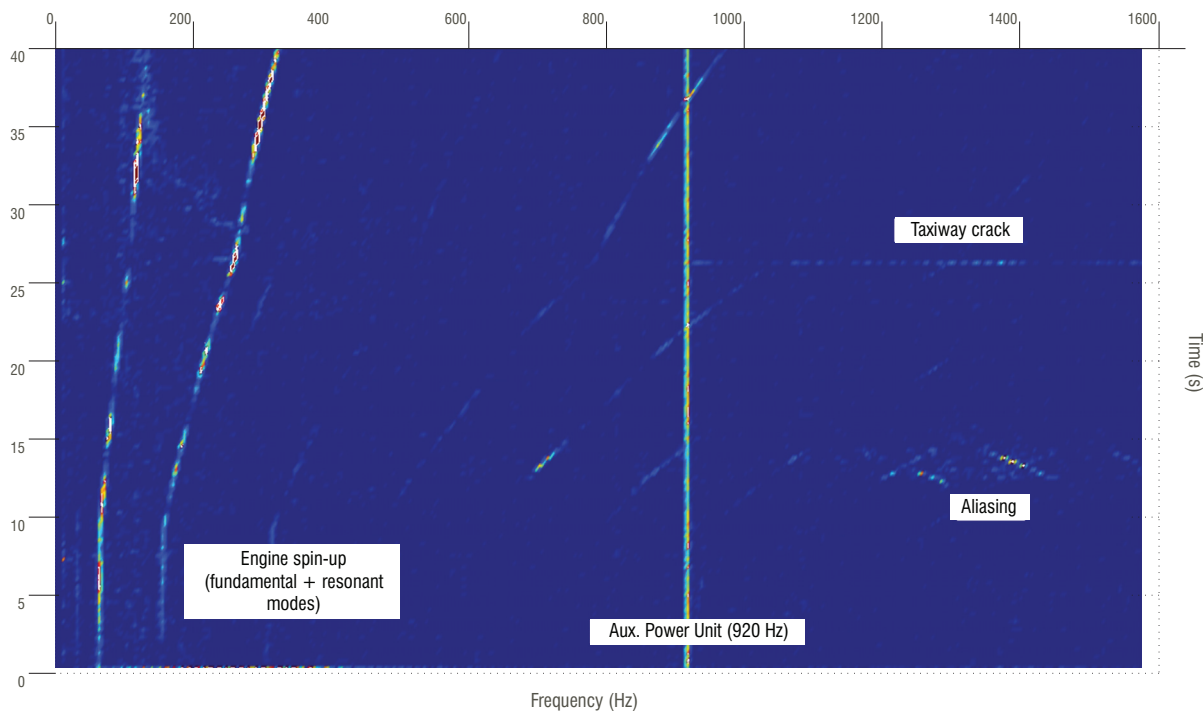 0 200 400 600 800 1000 1200 1400 1600
40
35
30
Taxiway crack
25
20
15
10
5
0
Time (s)
Aliasing
Engine spin-up
(fundamental + resonant
modes)
Aux. Power Unit (920 Hz)
Frequency (Hz)